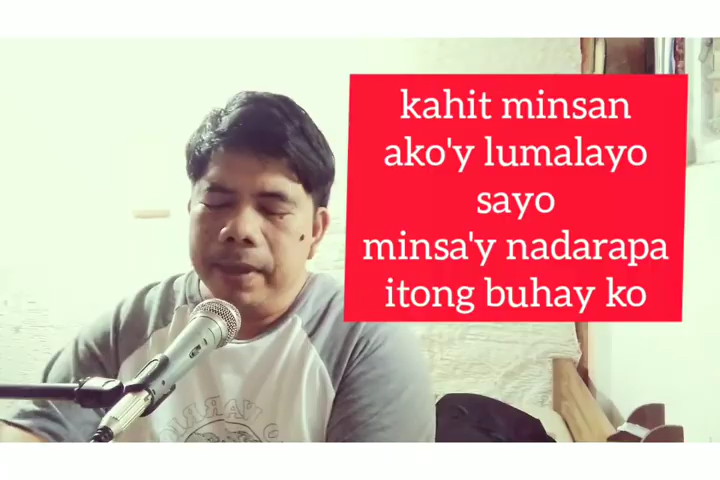 kahit minsan
ako'y lumalayo
sayo
minsa'y nadarapa
itong buhay ko